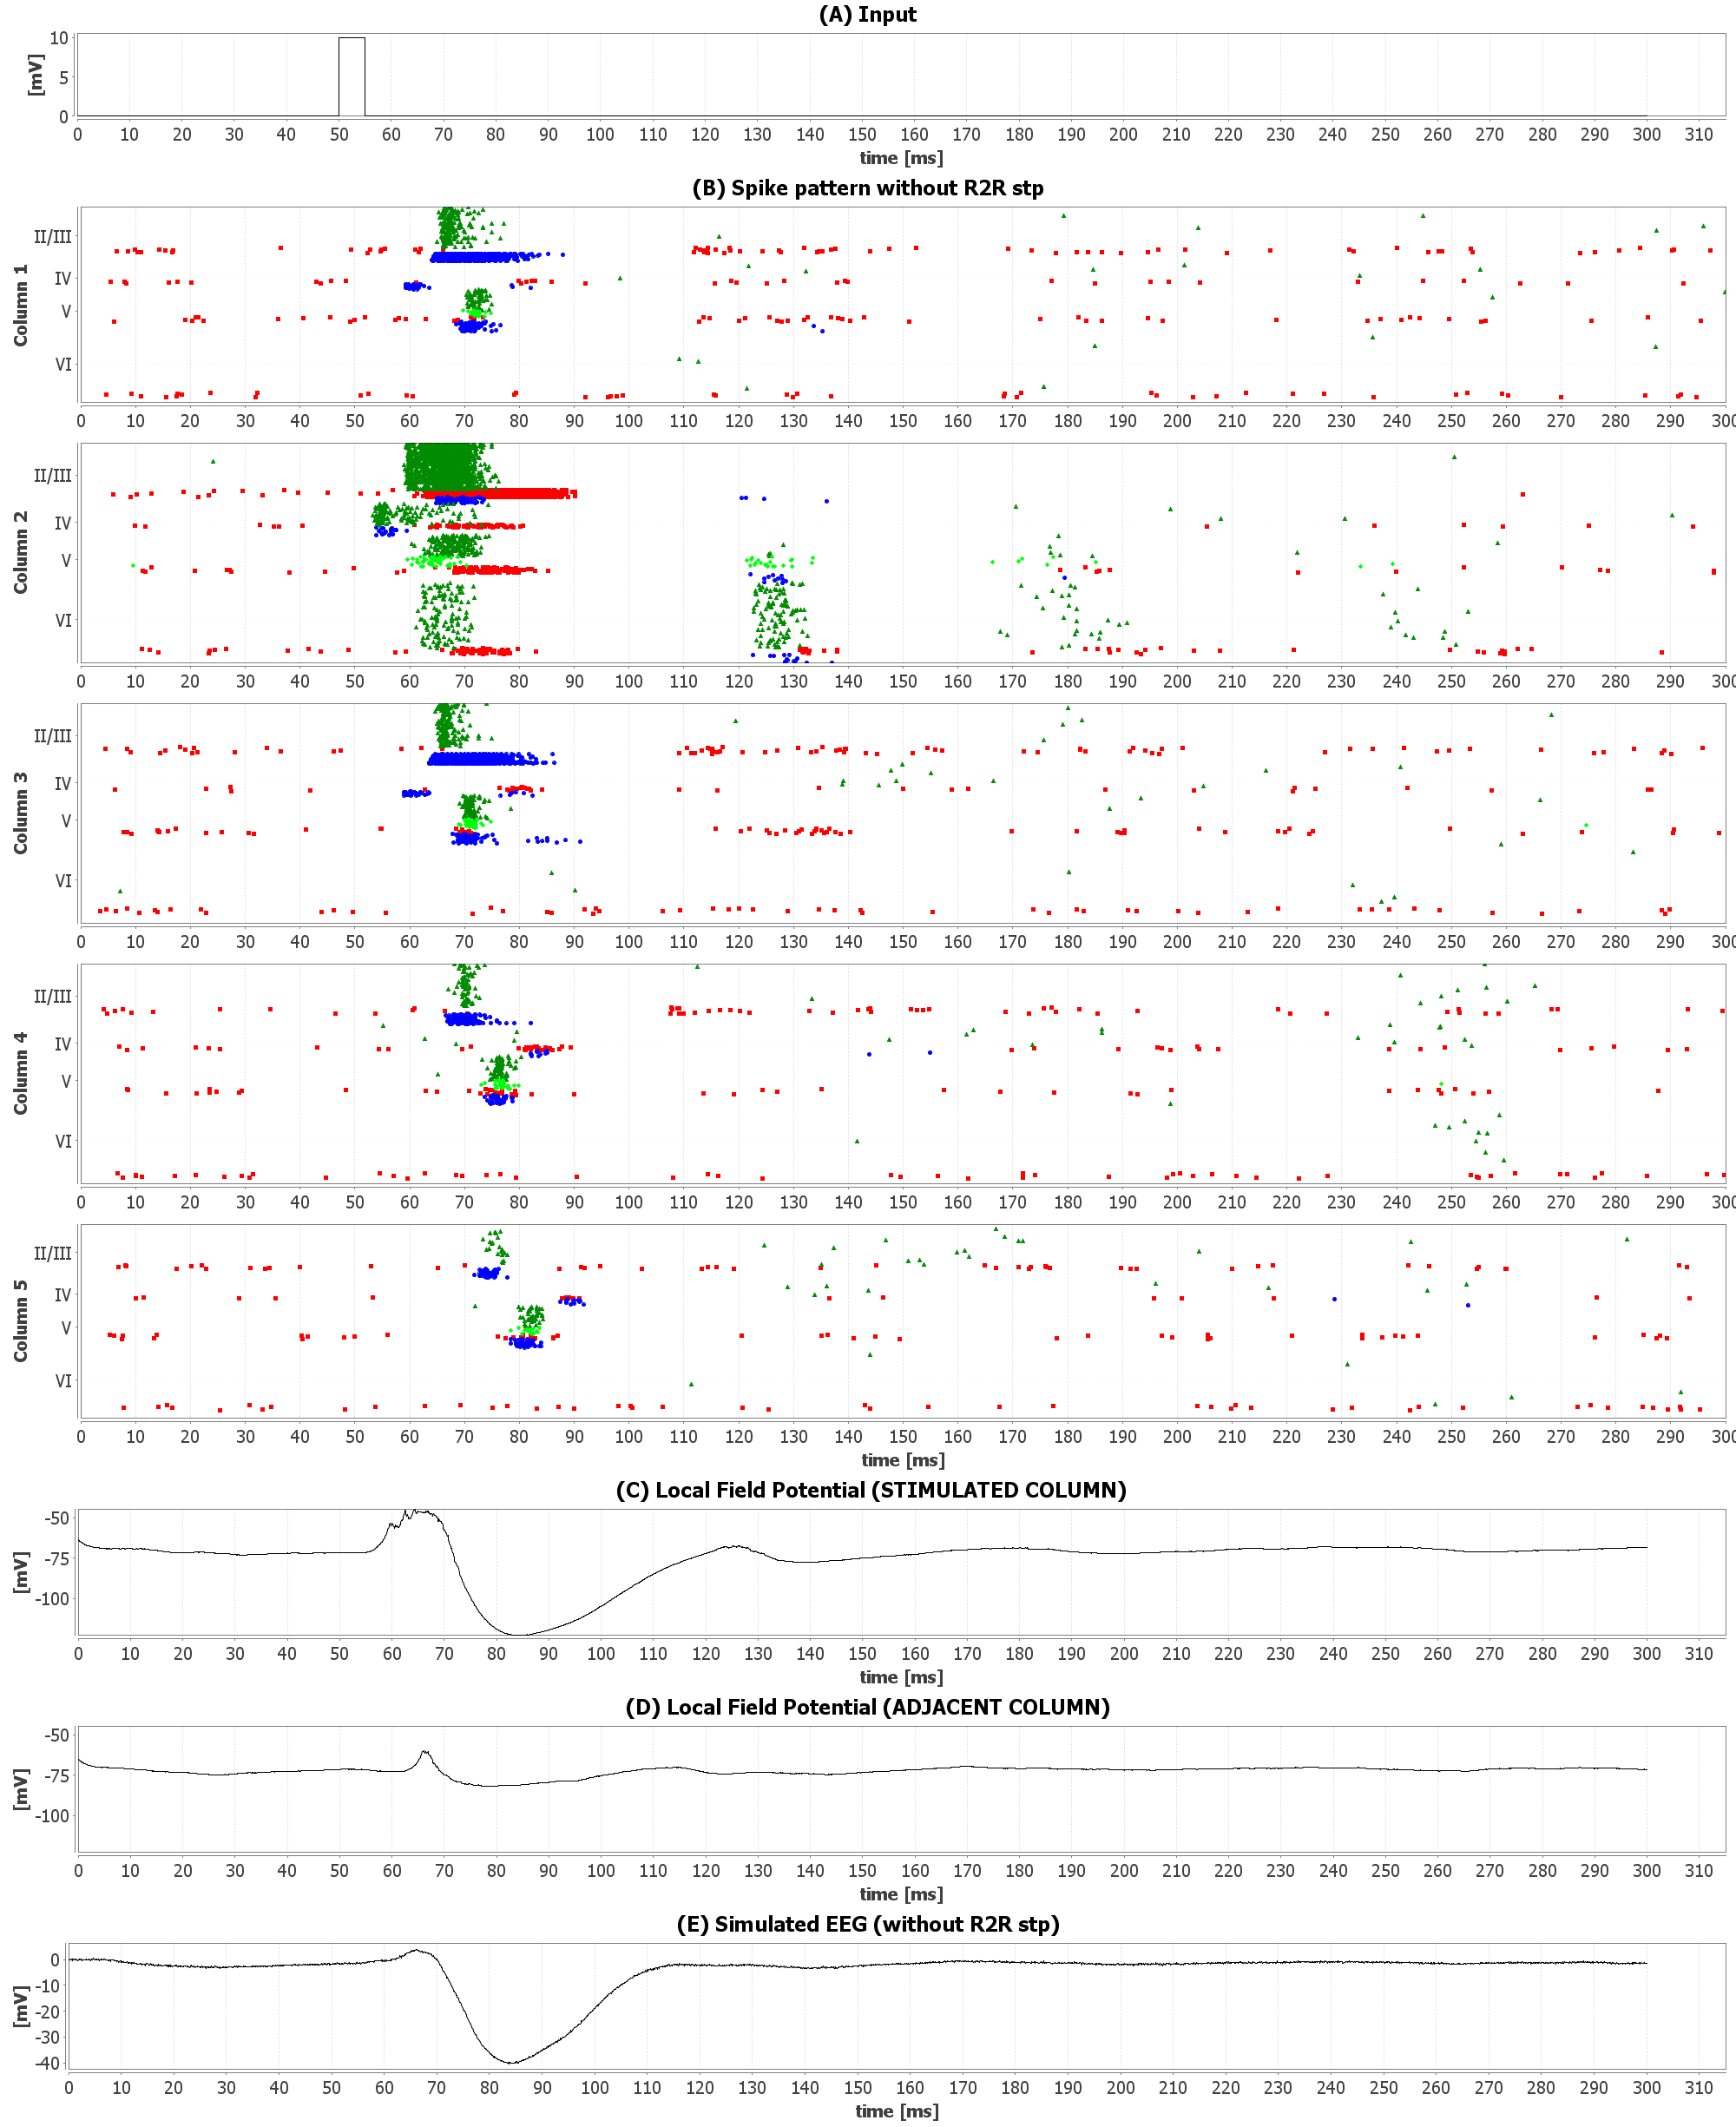 (A) Input
[mV]
10
5
0
0 10 20 30 40 50 60 70 80 90 100 110 120 130 140 150 160 170 180 190 200 210 220 230 240 250 260 270 280 290 300 310
time [ms]
(B) Spike pattern without R2R stp
Column 1
II/III
IV
V
VI
0 10 20 30 40 50 60 70 80 90 100 110 120 130 140 150 160 170 180 190 200 210 220 230 240 250 260 270 280 290 300
Column 2
II/III
IV
V
VI
0 10 20 30 40 50 60 70 80 90 100 110 120 130 140 150 160 170 180 190 200 210 220 230 240 250 260 270 280 290 300
Column 3
II/III
IV
V
VI
0 10 20 30 40 50 60 70 80 90 100 110 120 130 140 150 160 170 180 190 200 210 220 230 240 250 260 270 280 290 300
Column 4
II/III
IV
V
VI
0 10 20 30 40 50 60 70 80 90 100 110 120 130 140 150 160 170 180 190 200 210 220 230 240 250 260 270 280 290 300
Column 5
II/III
IV
V
VI
0 10 20 30 40 50 60 70 80 90 100 110 120 130 140 150 160 170 180 190 200 210 220 230 240 250 260 270 280 290 300
time [ms]
(C) Local Field Potential (STIMULATED COLUMN)
[mV]
-50
-75
-100
0 10 20 30 40 50 60 70 80 90 100 110 120 130 140 150 160 170 180 190 200 210 220 230 240 250 260 270 280 290 300 310
time [ms]
(D) Local Field Potential (ADJACENT COLUMN)
[mV]
-50
-75
-100
0 10 20 30 40 50 60 70 80 90 100 110 120 130 140 150 160 170 180 190 200 210 220 230 240 250 260 270 280 290 300 310
time [ms]
(E) Simulated EEG (without R2R stp)
[mV]
0
-10
-20
-30
-40
0 10 20 30 40 50 60 70 80 90 100 110 120 130 140 150 160 170 180 190 200 210 220 230 240 250 260 270 280 290 300 310
time [ms]